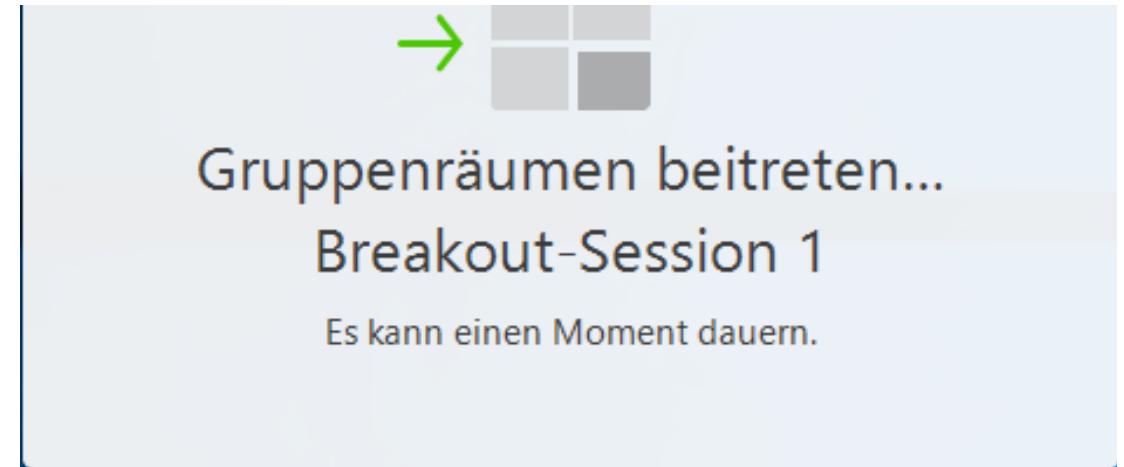 Gruppenräumen beitreten...
Breakout-Session 1
Es kann einen Moment dauern.